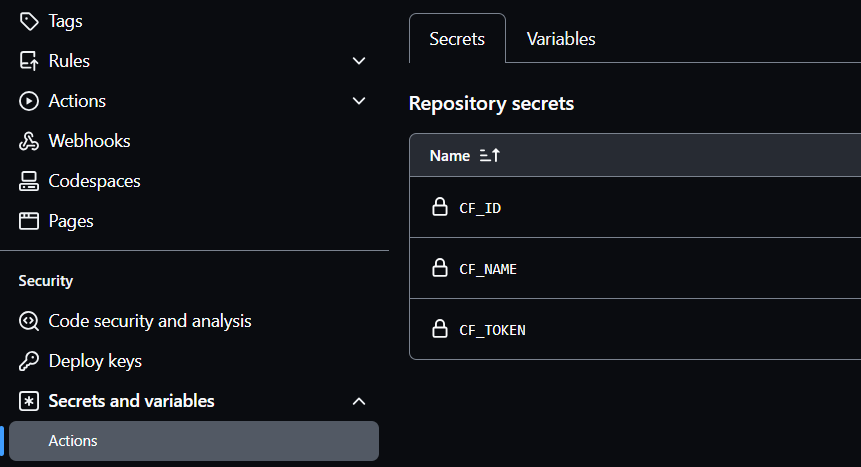 Tags
Rules
Actions
Webhooks
Codespaces
Pages
Security
Code security and analysis
Deploy keys
Secrets and variables
Actions
Secrets
Variables
Repository secrets
Name
CF_ID
CF_NAME
CF_TOKEN